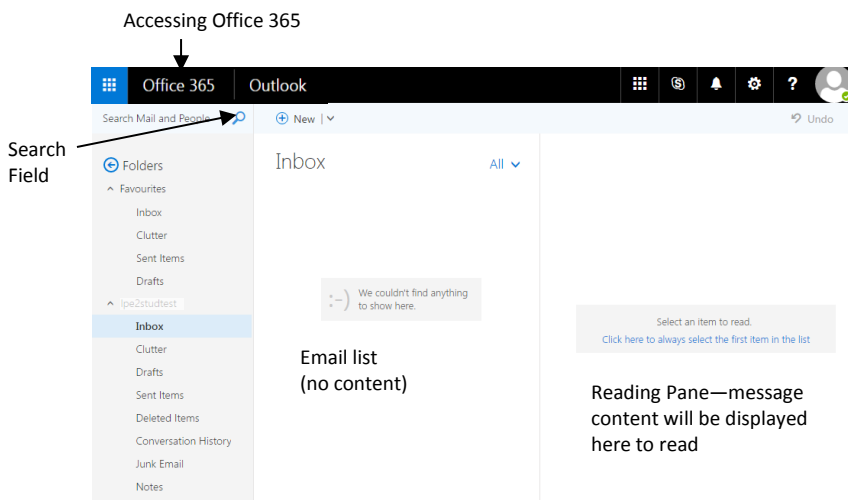 Accessing Office 365
Office 365
Outlook
Search Mail and People
New
Undo
Search
Field
Folders
Favourites
Inbox
Clutter
Sent Items
Drafts
ipe2studtest
Inbox
Clutter
Drafts
Sent Items
Deleted Items
Conversation History
Junk Email
Notes
Inbox
All
:-)
We couldn't find anything
to show here.
Email list
(no content)
Select an item to read.
Click here to always select the first item in the list
Reading Pane—message
content will be displayed
here to read